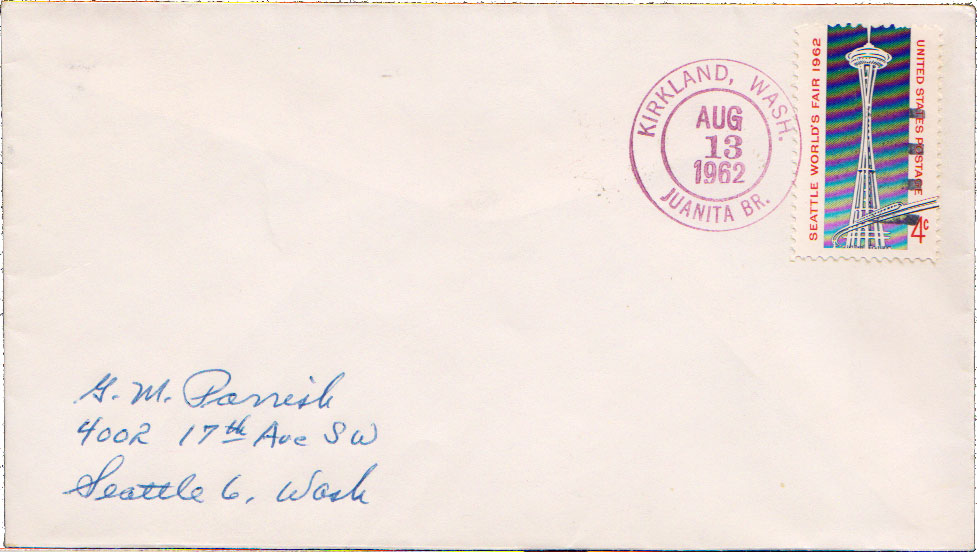 KIRKLAND, WASH.
AUG
13
1962
JUANITA BR.
SEATTLE WORLD'S FAIR 1962
UNITED STATES POSTAGE
4¢
G. M. Parrish
4002 17th Ave SW
Seattle 6, Wash